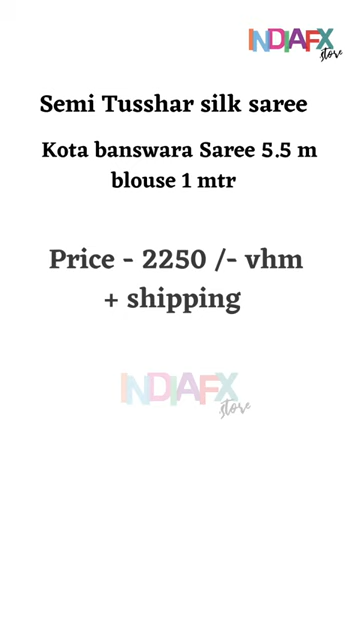 INDIAFX
store
Semi Tusshar silk saree
Kota banswara Saree 5.5 m
blouse 1 mtr
Price - 2250 /- vhm
+ shipping
INDIAFX
store